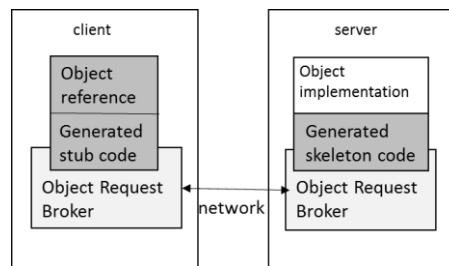 client
Object
reference
Generated
stub code
Object Request
Broker
network
server
Object
implementation
Generated
skeleton code
Object Request
Broker